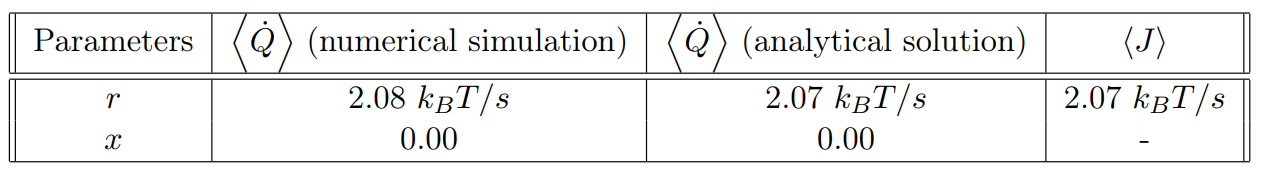 Parameters ⟨Q̇⟩ (numerical simulation) ⟨Q̇⟩ (analytical solution) ⟨J⟩
r 2.08 k_BT/s 2.07 k_BT/s 2.07 k_BT/s
x 0.00 0.00 -